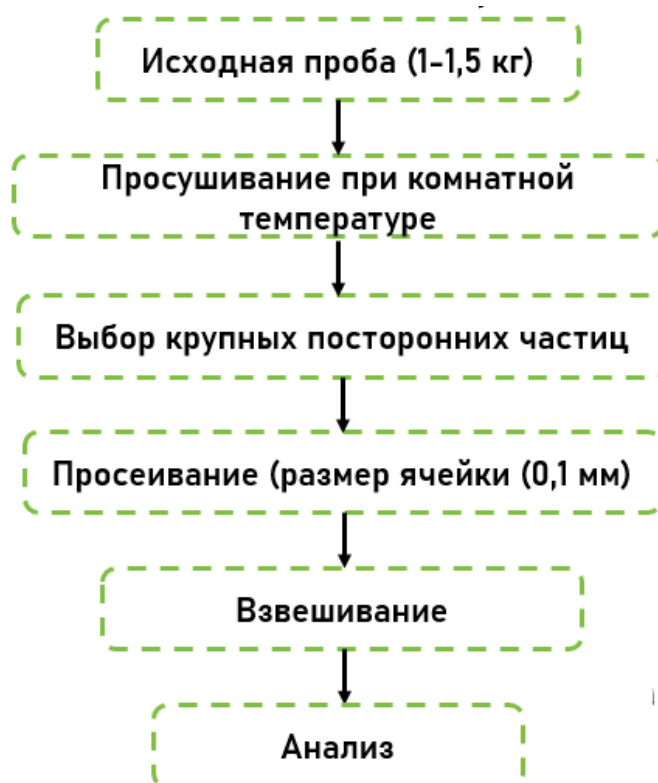 Исходная проба (1-1,5 кг)
Просушивание при комнатной
температуре
Выбор крупных посторонних частиц
Просеивание (размер ячейки (0,1 мм)
Взвешивание
Анализ